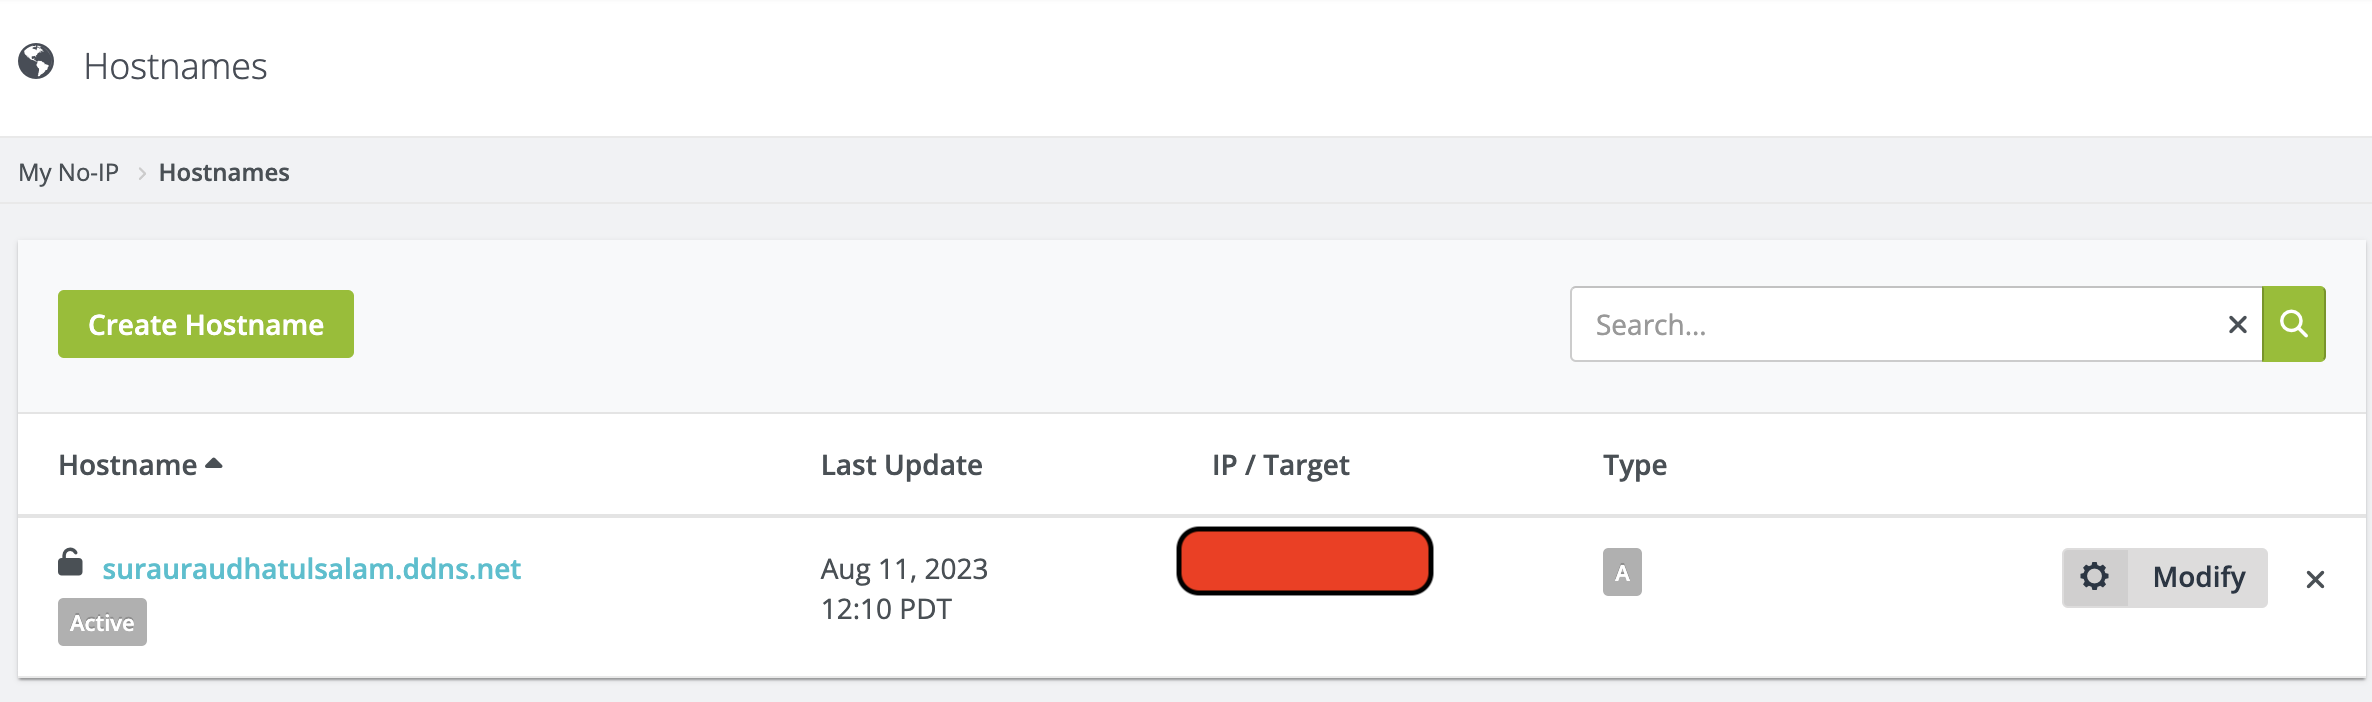 Hostnames
My No-IP > Hostnames
Create Hostname
Search...
Hostname Last Update IP / Target Type
surauraudhatulsalam.ddns.net Aug 11, 2023 A Modify
12:10 PDT
Active